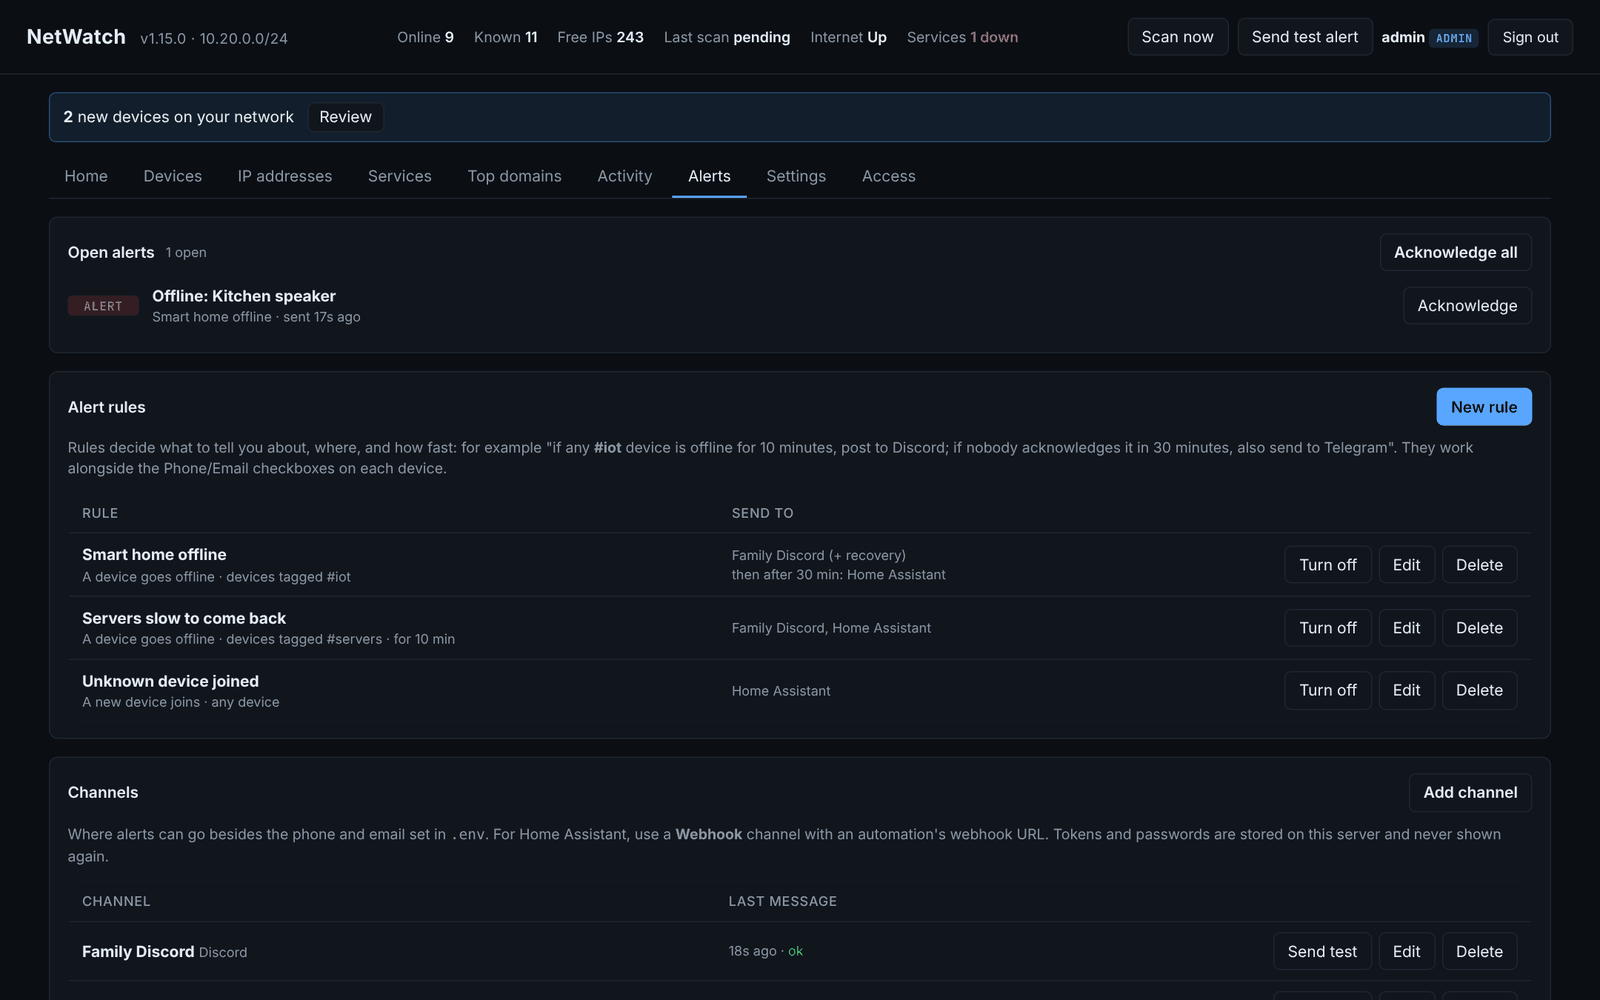 NetWatch v1.15.0 · 10.20.0.0/24 Online 9 Known 11 Free IPs 243 Last scan pending Internet Up Services 1 down Scan now Send test alert admin ADMIN Sign out
2 new devices on your network Review
Home Devices IP addresses Services Top domains Activity Alerts Settings Access
Open alerts 1 open Acknowledge all
ALERT Offline: Kitchen speaker Acknowledge
Smart home offline · sent 17s ago
Alert rules New rule
Rules decide what to tell you about, where, and how fast: for example "if any #iot device is offline for 10 minutes, post to Discord; if nobody acknowledges it in 30 minutes, also send to Telegram". They work
alongside the Phone/Email checkboxes on each device.
RULE SEND TO
Smart home offline Family Discord (+ recovery) Turn off Edit Delete
A device goes offline · devices tagged #iot then after 30 min: Home Assistant
Servers slow to come back Family Discord, Home Assistant Turn off Edit Delete
A device goes offline · devices tagged #servers · for 10 min
Unknown device joined Home Assistant Turn off Edit Delete
A new device joins · any device
Channels Add channel
Where alerts can go besides the phone and email set in .env. For Home Assistant, use a Webhook channel with an automation's webhook URL. Tokens and passwords are stored on this server and never shown
again.
CHANNEL LAST MESSAGE
Family Discord Discord 18s ago · ok Send test Edit Delete